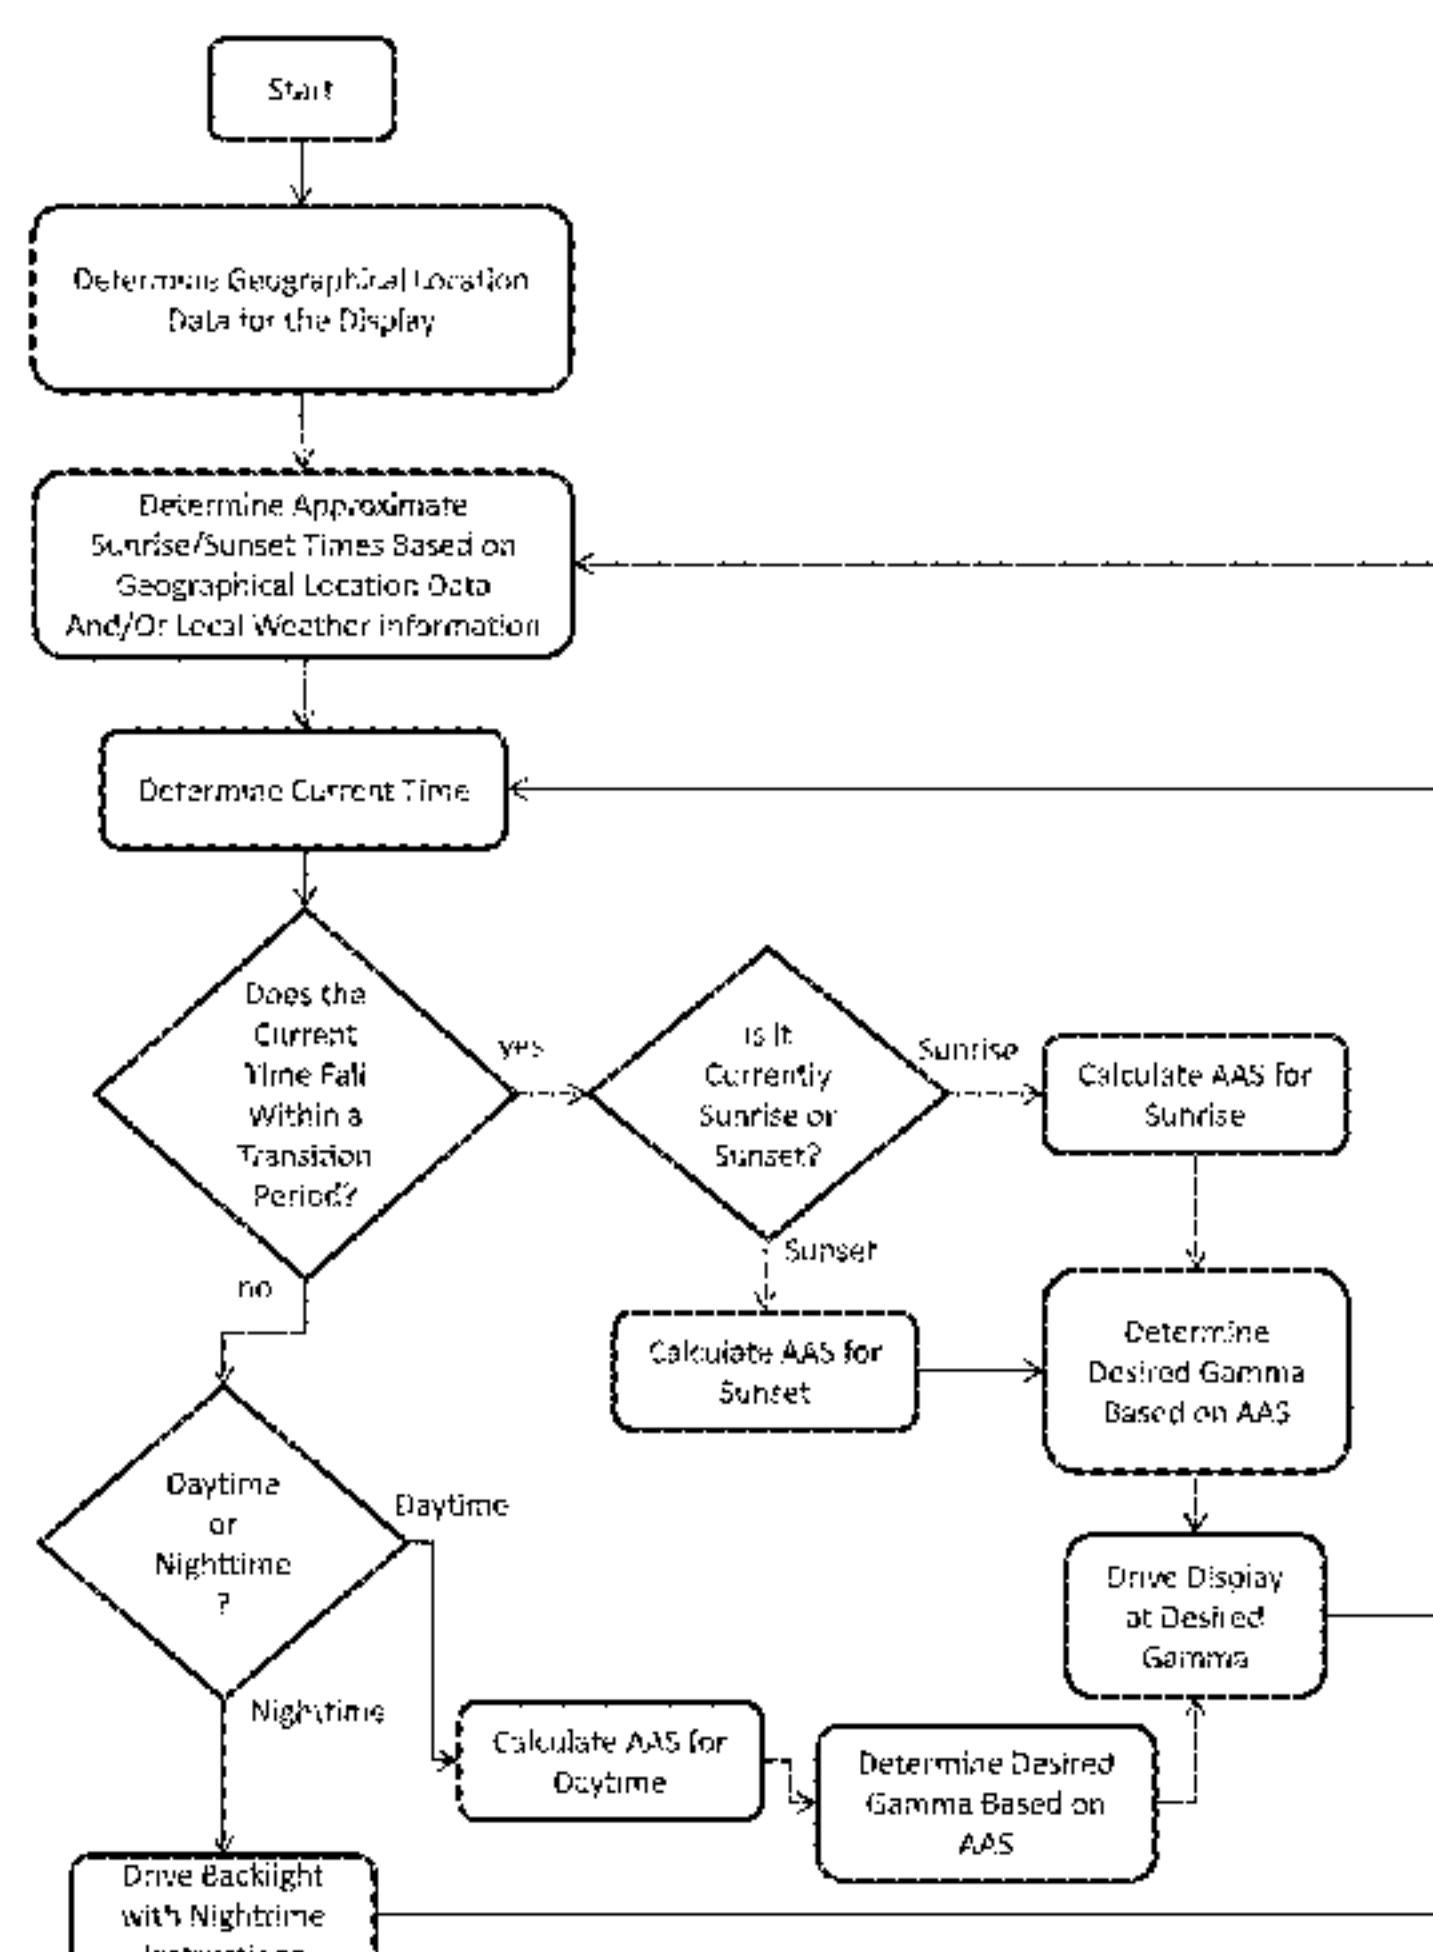 Start
Determine Geographical Location
Data for the Display
Determine Approximate
Sunrise/Sunset Times Based on
Geographical Location Data
And/Or Local Weather information
Determine Current Time
Does the
Current
Time Fall
Within a
Transition
Period?
yes
no
Is it
Currently
Sunrise or
Sunset?
Sunrise
Sunset
Calculate AAS for
Sunrise
Calculate AAS for
Sunset
Determine
Desired Gamma
Based on AAS
Drive Display
at Desired
Gamma
Daytime
or
Nighttime
?
Daytime
Nighttime
Calculate AAS for
Daytime
Determine Desired
Gamma Based on
AAS
Drive Backlight
with Nighttime